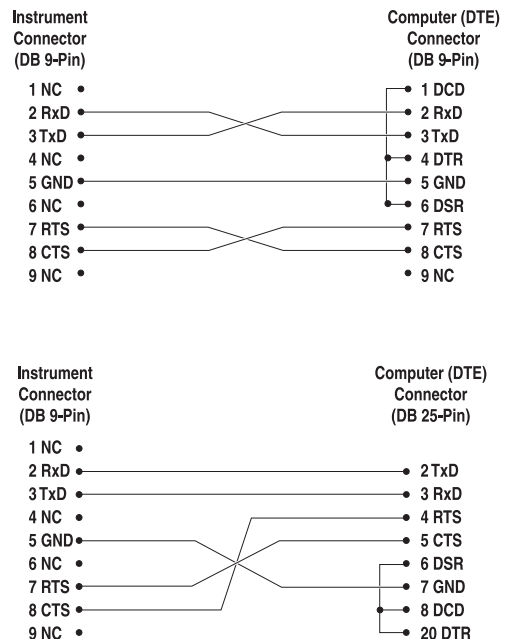 Instrument
Connector
(DB 9-Pin)
1 NC
2 RxD
3 TxD
4 NC
5 GND
6 NC
7 RTS
8 CTS
9 NC
Computer (DTE)
Connector
(DB 9-Pin)
1 DCD
2 RxD
3 TxD
4 DTR
5 GND
6 DSR
7 RTS
8 CTS
9 NC
Instrument
Connector
(DB 9-Pin)
1 NC
2 RxD
3 TxD
4 NC
5 GND
6 NC
7 RTS
8 CTS
9 NC
Computer (DTE)
Connector
(DB 25-Pin)
2 TxD
3 RxD
4 RTS
5 CTS
6 DSR
7 GND
8 DCD
20 DTR